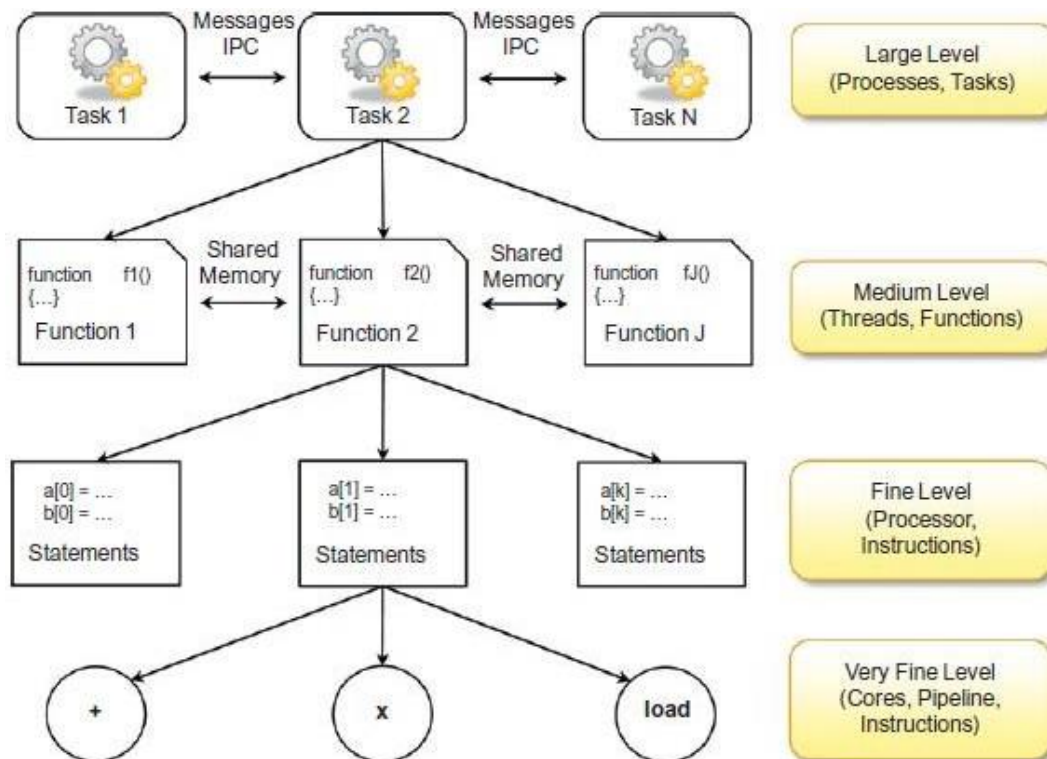 Messages
IPC
Messages
IPC
Task 1
Task 2
Task N
Large Level
(Processes, Tasks)
function f1()
{...}
Function 1
Shared
Memory
function f2()
{...}
Function 2
Shared
Memory
function fJ()
{...}
Function J
Medium Level
(Threads, Functions)
a[0] = ...
b[0] = ...
Statements
a[1] = ...
b[1] = ...
Statements
a[k] = ...
b[k] = ...
Statements
Fine Level
(Processor,
Instructions)
+
x
load
Very Fine Level
(Cores, Pipeline,
Instructions)